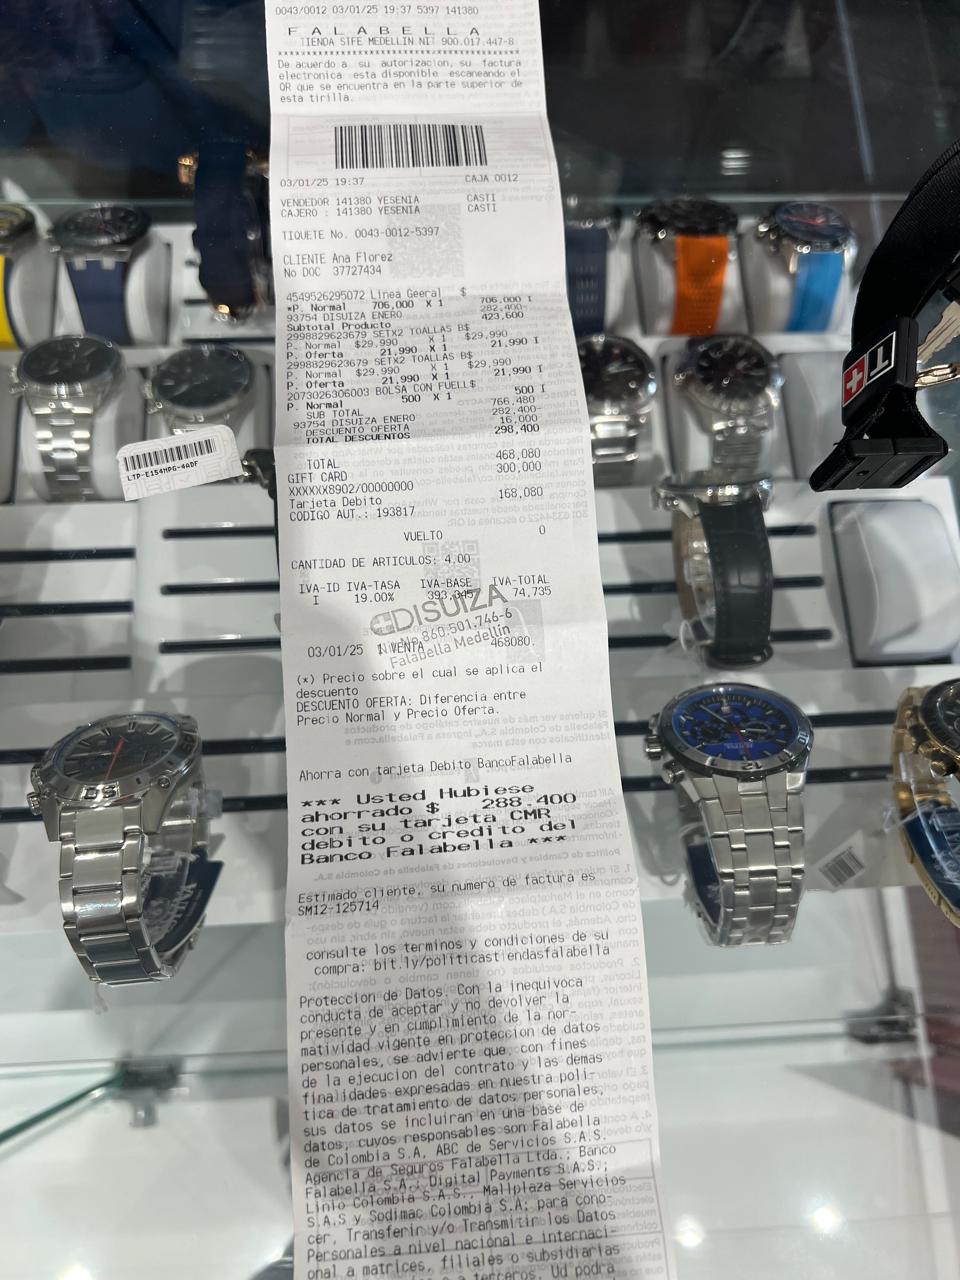 0043/0012 03/01/25 19:37 5397 141380
FALABELLA
TIENDA STFE MEDELLIN NIT 900.017.447-8
De acuerdo a su autorizacion, su factura
electronica esta disponible escaneando el
QR que se encuentra en la parte superior de
esta tirilla.
03/01/25 19:37 CAJA 0012
VENDEDOR 141380 YESENIA CASTI
CAJERO : 141380 YESENIA CASTI
TIQUETE No. 0043-0012-5397
CLIENTE Ana Florez
No DOC 37727434
4549526295072 Linea Geeral $
*P. Normal 706,000 X 1 706,000 I
93754 DISUIZA ENERO 282,400-
Subtotal Producto 423,600
2998829623679 SETX2 TOALLAS B$
P. Normal $29,990 X 1 $29,990
P. Oferta 21,990 X 1 21,990 I
2998829623679 SETX2 TOALLAS B$
P. Normal $29,990 X 1 $29,990
P. Oferta 21,990 X 1 21,990 I
2073026306003 BOLSA CON FUELL$
P. Normal 500 X 1 500 I
SUB TOTAL 766,480
93754 DISUIZA ENERO 282,400-
DESCUENTO OFERTA 16,000
TOTAL DESCUENTOS 298,400
TOTAL 468,080
GIFT CARD 300,000
XXXXXX8902/00000000
Tarjeta Debito 168,080
CODIGO AUT.: 193817
VUELTO 0
CANTIDAD DE ARTICULOS: 4,00
IVA-ID IVA-TASA IVA-BASE IVA-TOTAL
I 19.00% 393,345 74,735
DISUIZA
No.860.501.746-6
Falabella Medellín
03/01/25 VENTA 468080.
(*) Precio sobre el cual se aplica el
descuento
DESCUENTO OFERTA: Diferencia entre
Precio Normal y Precio Oferta.
Ahorra con tarjeta Debito BancoFalabella
*** Usted Hubiese
ahorrado $ 288.400
con su tarjeta CMR
debito o credito del
Banco Falabella ***
Estimado cliente, su numero de factura es
SM12-125714
consulte los terminos y condiciones de su
compra: bit.ly/politicastiendasfalabella
Proteccion de Datos. Con la inequivoca
conducta de aceptar y no devolver la
presente y en cumplimiento de la nor-
matividad vigente en proteccion de datos
personales, se advierte que, con fines
de la ejecucion del contrato y las demas
finalidades expresadas en nuestra poli-
tica de tratamiento de datos personales,
sus datos se incluiran en una base de
datos, cuyos responsables son Falabella
de Colombia S.A, ABC de Servicios S.A.S.
Agencia de Seguros Falabella Ltda.; Banco
Falabella S.A.; Digital Payments S.A.S.;
Linio Colombia S.A.S., Mallplaza Servicios
S.A.S y Sodimac Colombia S.A; para cono-
cer, Transferir y/o Transmitir los Datos
Personales a nivel nacional e internaci-
onal a matrices, filiales o subsidiarias
terceros. Ud podra
LTP-E154MPG-4ADF